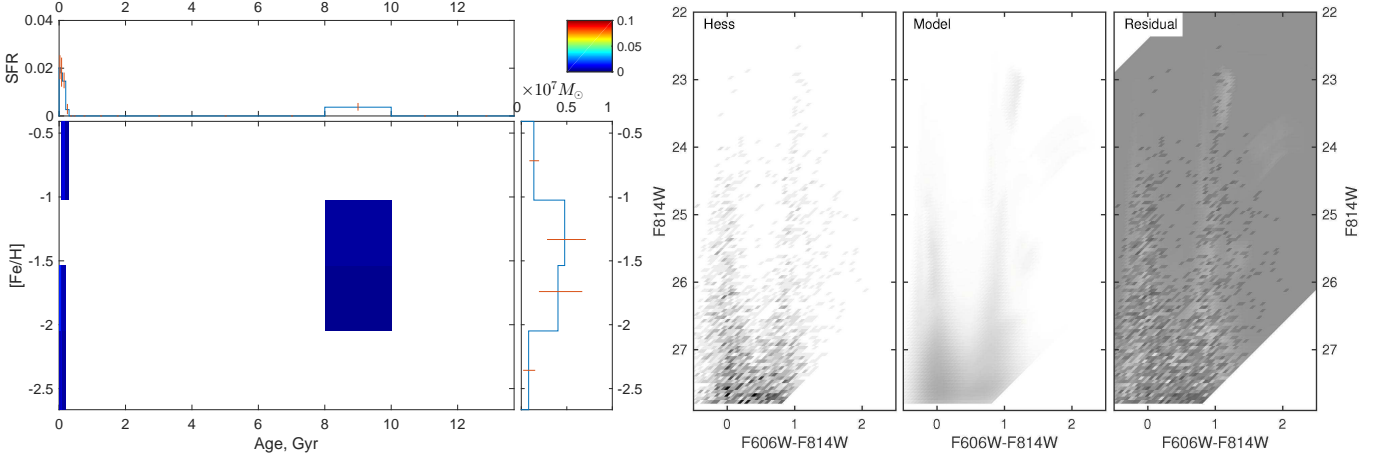 0 2 4 6 8 10 12
0.04
0.02
0
SFR
0.1
0.05
0
×10⁷ M☉
0 0.5 1
-0.5
-1
-1.5
-2
-2.5
[Fe/H]
-0.5
-1
-1.5
-2
-2.5
0 2 4 6 8 10 12
Age, Gyr
Hess
Model
Residual
22
23
24
25
26
27
F814W
22
23
24
25
26
27
F814W
0 1 2
0 1 2
0 1 2
F606W-F814W
F606W-F814W
F606W-F814W